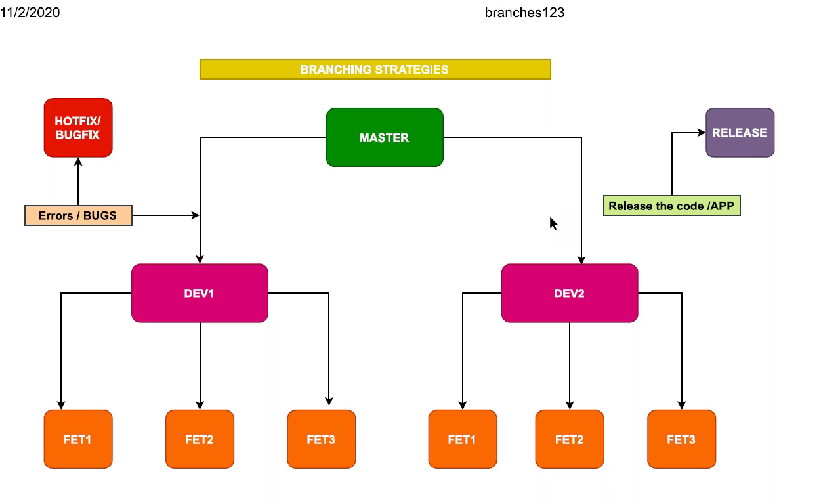 11/2/2020
branches123
BRANCHING STRATEGIES
HOTFIX/
BUGFIX
MASTER
RELEASE
Errors / BUGS
Release the code /APP
DEV1
DEV2
FET1
FET2
FET3
FET1
FET2
FET3